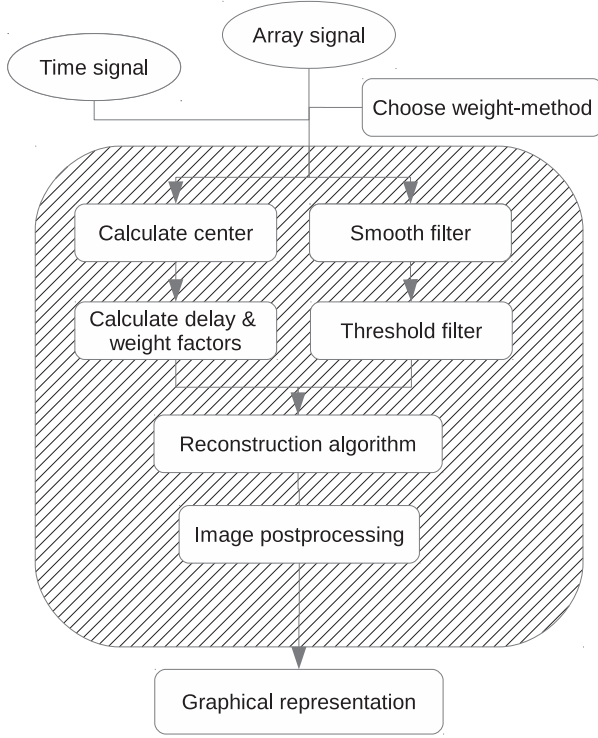 Array signal
Time signal
Choose weight-method
Calculate center
Smooth filter
Calculate delay &
weight factors
Threshold filter
Reconstruction algorithm
Image postprocessing
Graphical representation